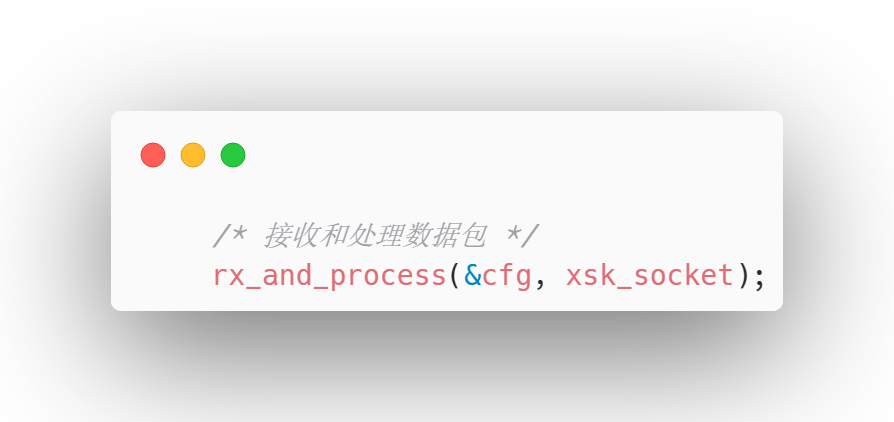 /* 接收和处理数据包 */
rx_and_process(&cfg, xsk_socket);